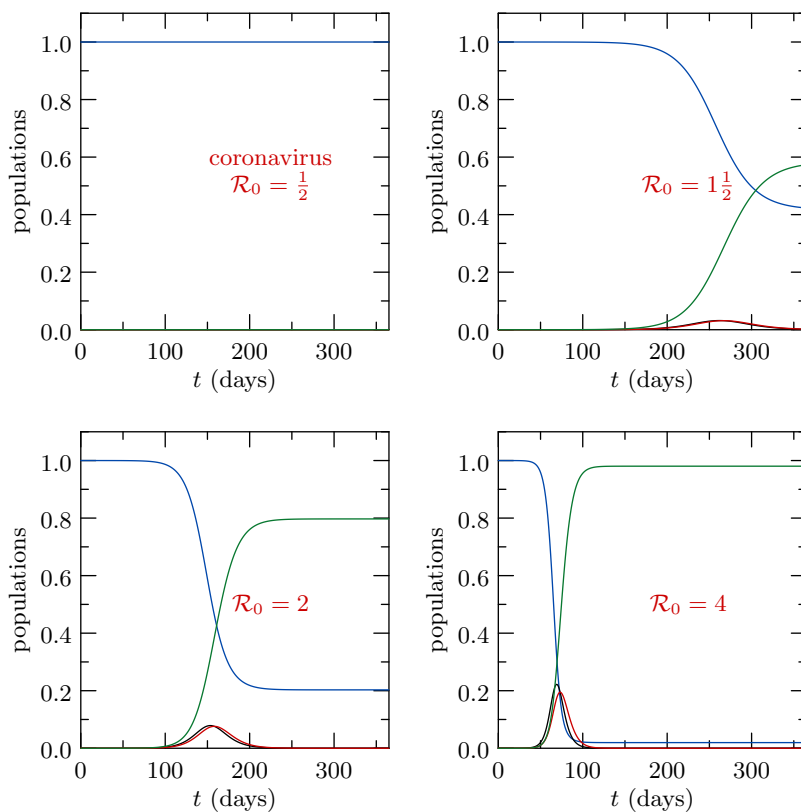 populations
1.0
0.8
0.6
0.4
0.2
0.0
coronavirus
R₀ = 1/2
0 100 200 300
t (days)
populations
1.0
0.8
0.6
0.4
0.2
0.0
R₀ = 1 1/2
0 100 200 300
t (days)
populations
1.0
0.8
0.6
0.4
0.2
0.0
R₀ = 2
0 100 200 300
t (days)
populations
1.0
0.8
0.6
0.4
0.2
0.0
R₀ = 4
0 100 200 300
t (days)